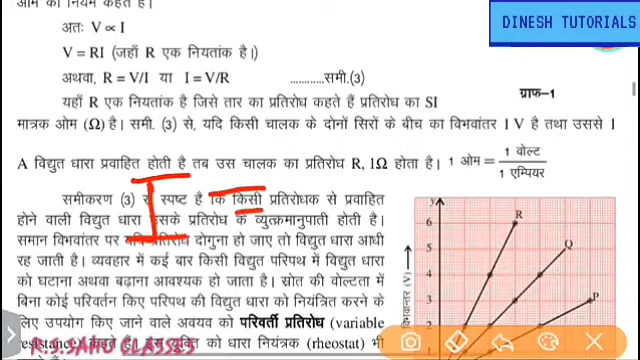 ओम का नियम कहते हैं।
DINESH TUTORIALS
अतः V ∝ I
V = RI (जहाँ R एक नियतांक है।)
अथवा, R = V/I या I = V/R ............समी.(3)
यहाँ R एक नियतांक है जिसे तार का प्रतिरोध कहते हैं प्रतिरोध का SI
ग्राफ–1
मात्रक ओम (Ω) है। समी. (3) से, यदि किसी चालक के दोनों सिरों के बीच का विभवांतर 1 V है तथा उससे 1
A विद्युत धारा प्रवाहित होती है तब उस चालक का प्रतिरोध R, 1Ω होता है। 1 ओम = 1 वोल्ट / 1 एम्पियर
समीकरण (3) स्पष्ट है कि किसी प्रतिरोधक से प्रवाहित
होने वाली विद्युत धारा उसके प्रतिरोध के व्युत्क्रमानुपाती होती है।
समान विभवांतर पर यदि प्रतिरोध दोगुना हो जाए तो विद्युत धारा आधी
रह जाती है। व्यवहार में कई बार किसी विद्युत परिपथ में विद्युत धारा
को घटाना अथवा बढ़ाना आवश्यक हो जाता है। स्रोत की वोल्टता में
बिना कोई परिवर्तन किए परिपथ की विद्युत धारा को नियंत्रित करने के
लिए उपयोग किए जाने वाले अवयव को परिवर्ती प्रतिरोध (variable
resistance) कहते हैं। इस युक्ति को धारा नियंत्रक (rheostat) भी
R.S.SAHU CLASSES
y
6
5
4
3
2
1
विभवान्तर (V)
R
Q
P